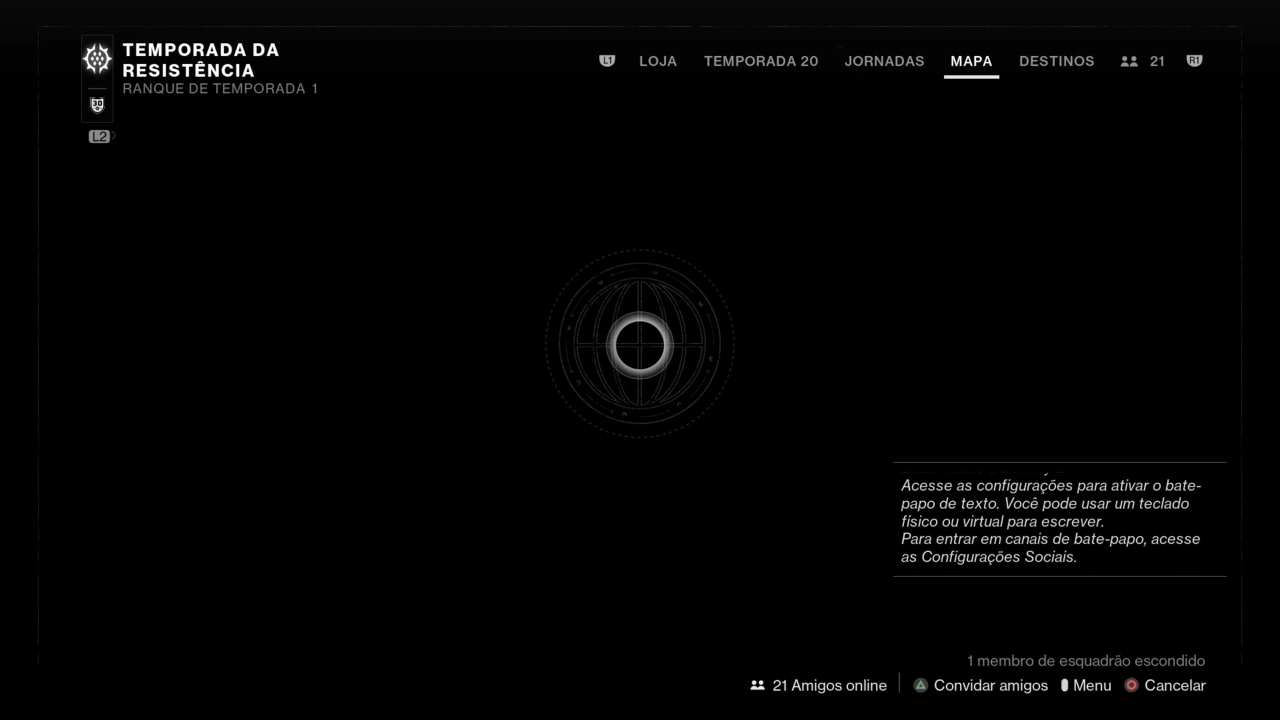 TEMPORADA DA
RESISTÊNCIA
RANQUE DE TEMPORADA 1
30
L2
L1
LOJA
TEMPORADA 20
JORNADAS
MAPA
DESTINOS
21
R1
Acesse as configurações para ativar o bate-
papo de texto. Você pode usar um teclado
físico ou virtual para escrever.
Para entrar em canais de bate-papo, acesse
as Configurações Sociais.
1 membro de esquadrão escondido
21 Amigos online
Convidar amigos
Menu
Cancelar